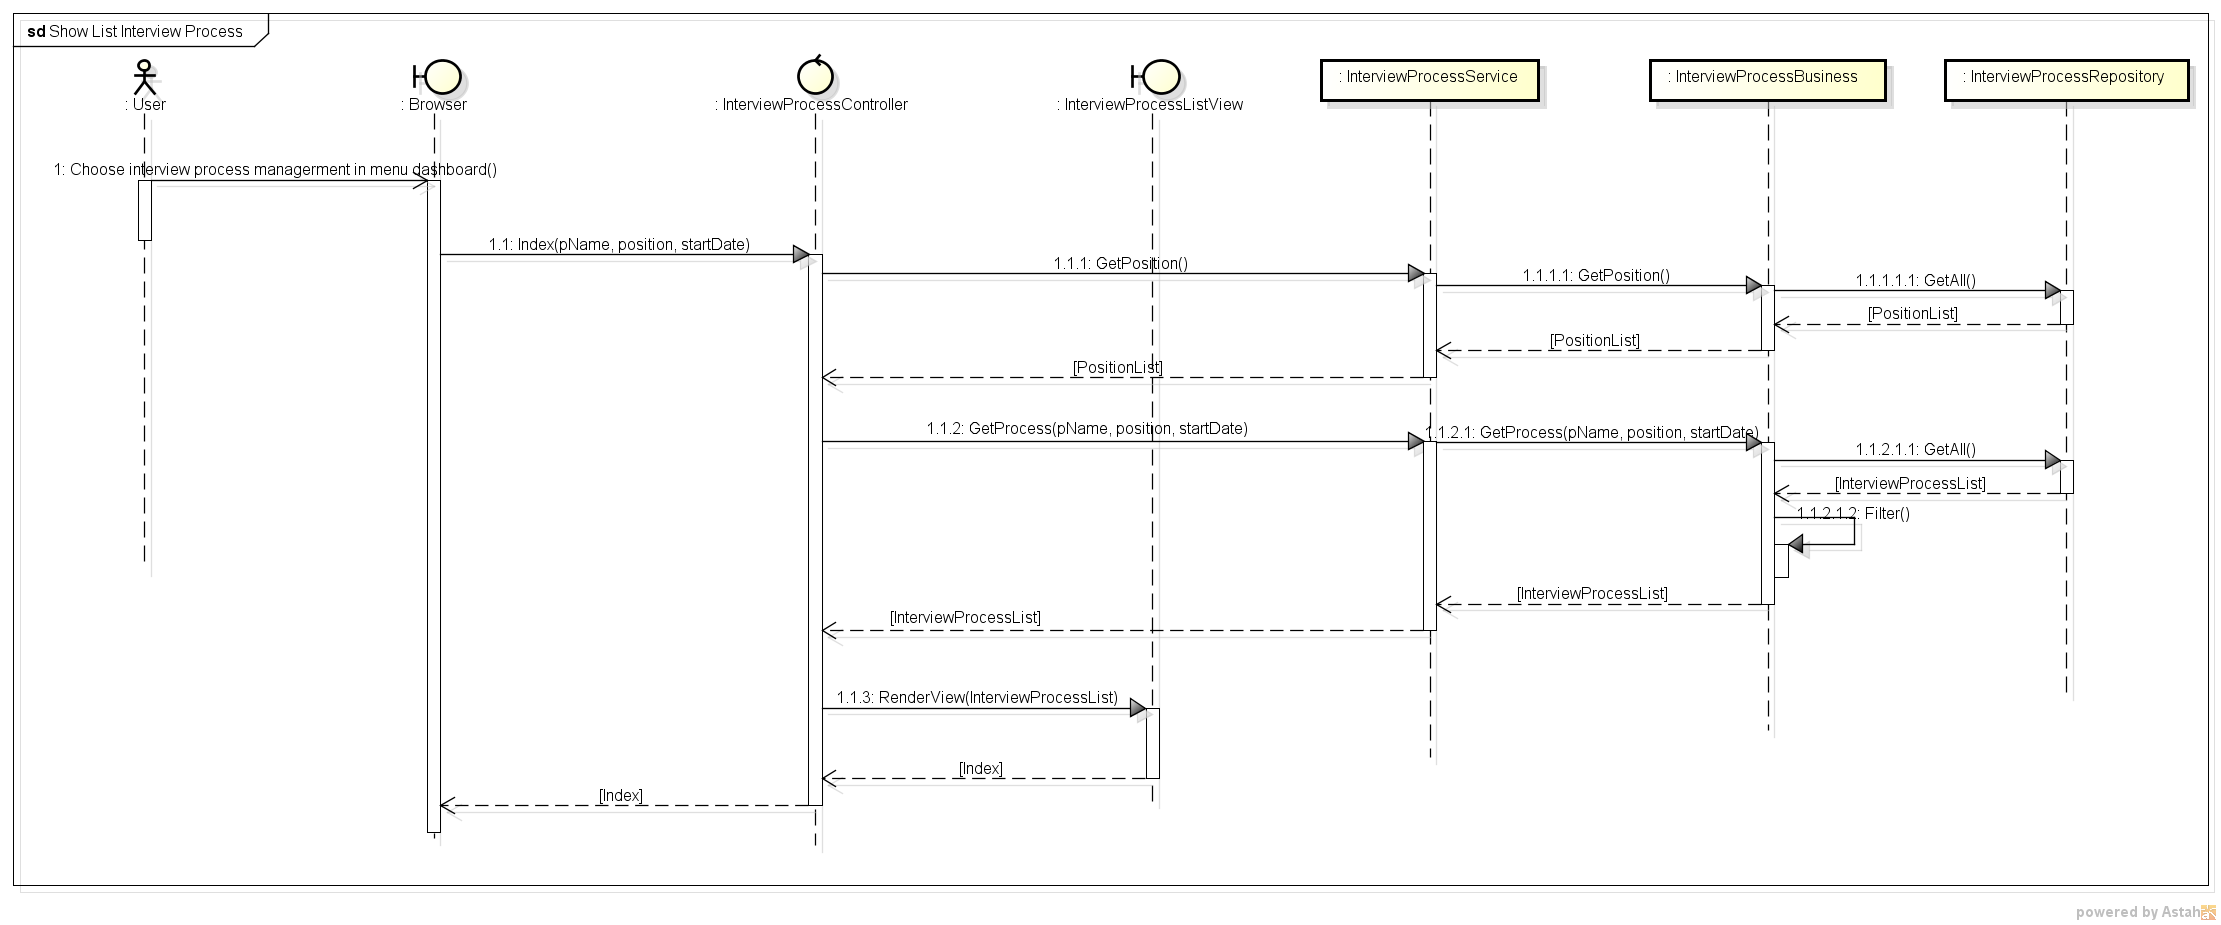 sd Show List Interview Process
: User
: Browser
: InterviewProcessController
: InterviewProcessListView
: InterviewProcessService
: InterviewProcessBusiness
: InterviewProcessRepository
1: Choose interview process managerment in menu dashboard()
1.1: Index(pName, position, startDate)
1.1.1: GetPosition()
1.1.1.1: GetPosition()
1.1.1.1.1: GetAll()
[PositionList]
[PositionList]
[PositionList]
1.1.2: GetProcess(pName, position, startDate)
1.1.2.1: GetProcess(pName, position, startDate)
1.1.2.1.1: GetAll()
[InterviewProcessList]
1.1.2.1.2: Filter()
[InterviewProcessList]
[InterviewProcessList]
1.1.3: RenderView(InterviewProcessList)
[Index]
[Index]
powered by Astah